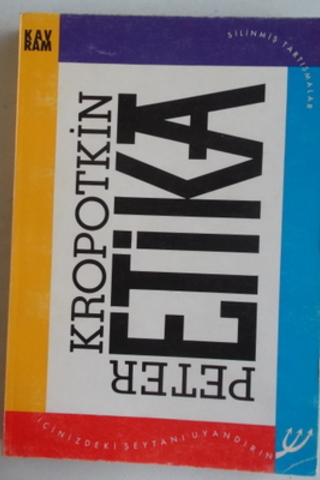 KAV
RAM
SİLİNMİŞ TARTIŞMALAR
PETER
KROPOTKİN
ETİKA
İÇİNİZDEKİ ŞEYTANI UYANDIRIN